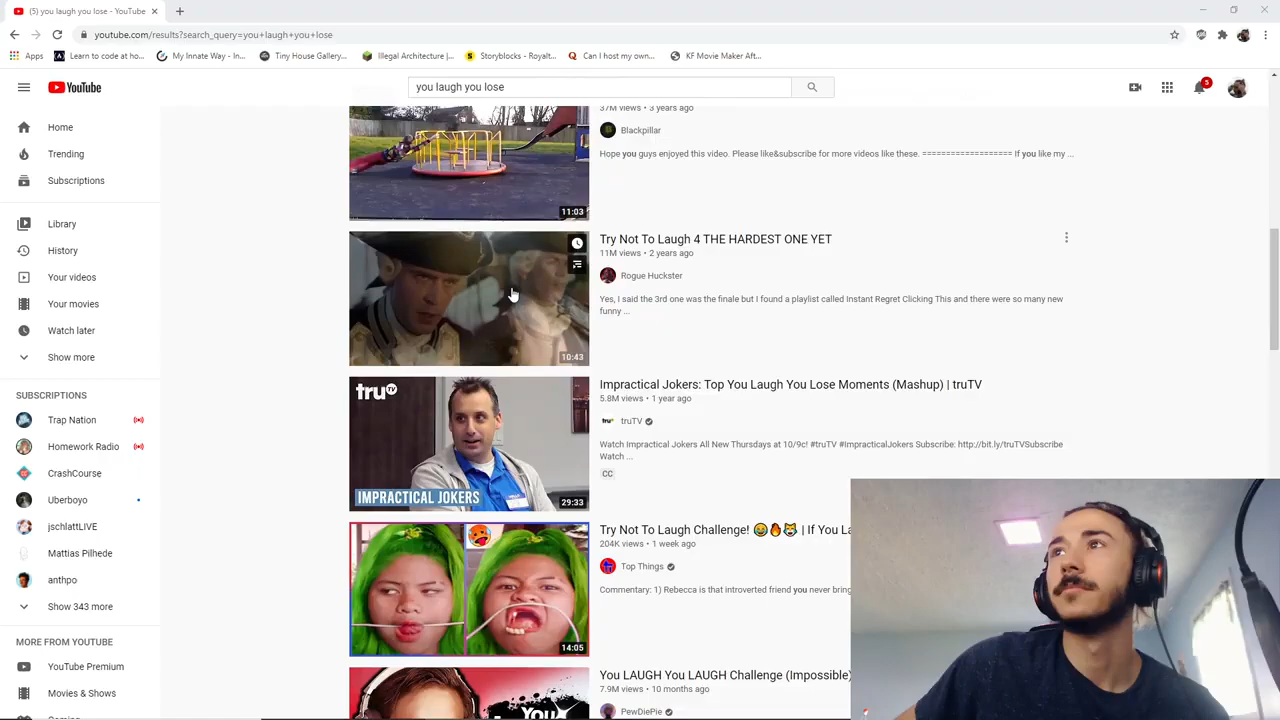 (5) you laugh you lose - YouTube
youtube.com/results?search_query=you+laugh+you+lose
Apps
Learn to code at ho...
My Innate Way - In...
Tiny House Gallery...
Illegal Architecture |...
Storyblocks - Royalt...
Can I host my own...
KF Movie Maker Aft...
YouTube
you laugh you lose
5
Home
Trending
Subscriptions
Library
History
Your videos
Your movies
Watch later
Show more
SUBSCRIPTIONS
Trap Nation
Homework Radio
CrashCourse
Uberboyo
jschlattLIVE
Mattias Pilhede
anthpo
Show 343 more
MORE FROM YOUTUBE
YouTube Premium
Movies & Shows
11:03
37M views • 3 years ago
Blackpillar
Hope you guys enjoyed this video. Please like&subscribe for more videos like these. =================== If you like my ...
10:43
Try Not To Laugh 4 THE HARDEST ONE YET
11M views • 2 years ago
Rogue Huckster
Yes, I said the 3rd one was the finale but I found a playlist called Instant Regret Clicking This and there were so many new
funny ...
truTV
IMPRACTICAL JOKERS
29:33
Impractical Jokers: Top You Laugh You Lose Moments (Mashup) | truTV
5.8M views • 1 year ago
tru
truTV
Watch Impractical Jokers All New Thursdays at 10/9c! #truTV #ImpracticalJokers Subscribe: http://bit.ly/truTVSubscribe
Watch ...
CC
14:05
Try Not To Laugh Challenge! 😂🔥😹 | If You La
204K views • 1 week ago
Top Things
Commentary: 1) Rebecca is that introverted friend you never bring
You LAUGH You LAUGH Challenge (Impossible)
7.9M views • 10 months ago
PewDiePie